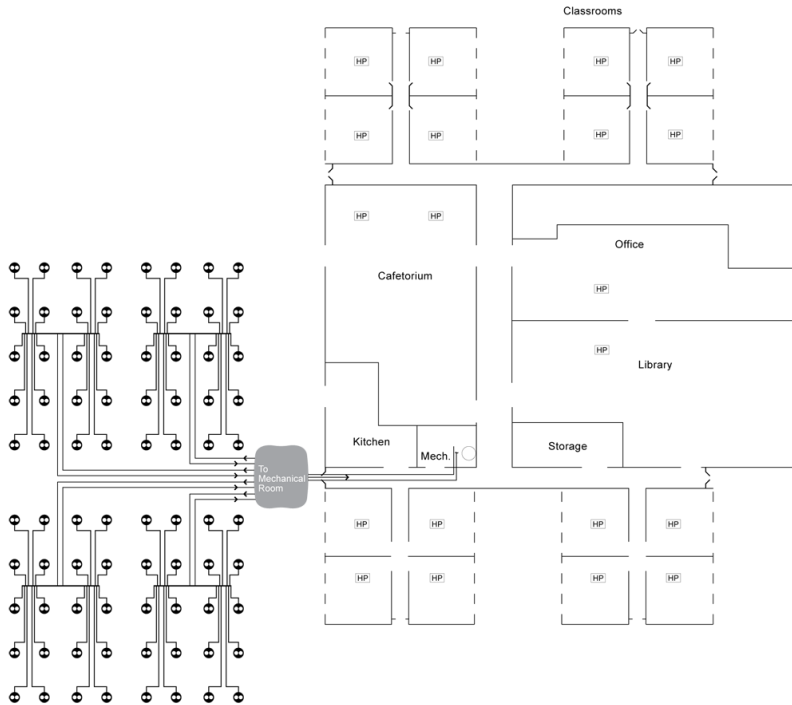 Classrooms
HP HP HP HP
HP HP HP HP
HP HP
Office
Cafetorium
HP
HP
Library
Kitchen
Mech.
Storage
To
Mechanical
Room
HP HP HP HP
HP HP HP HP